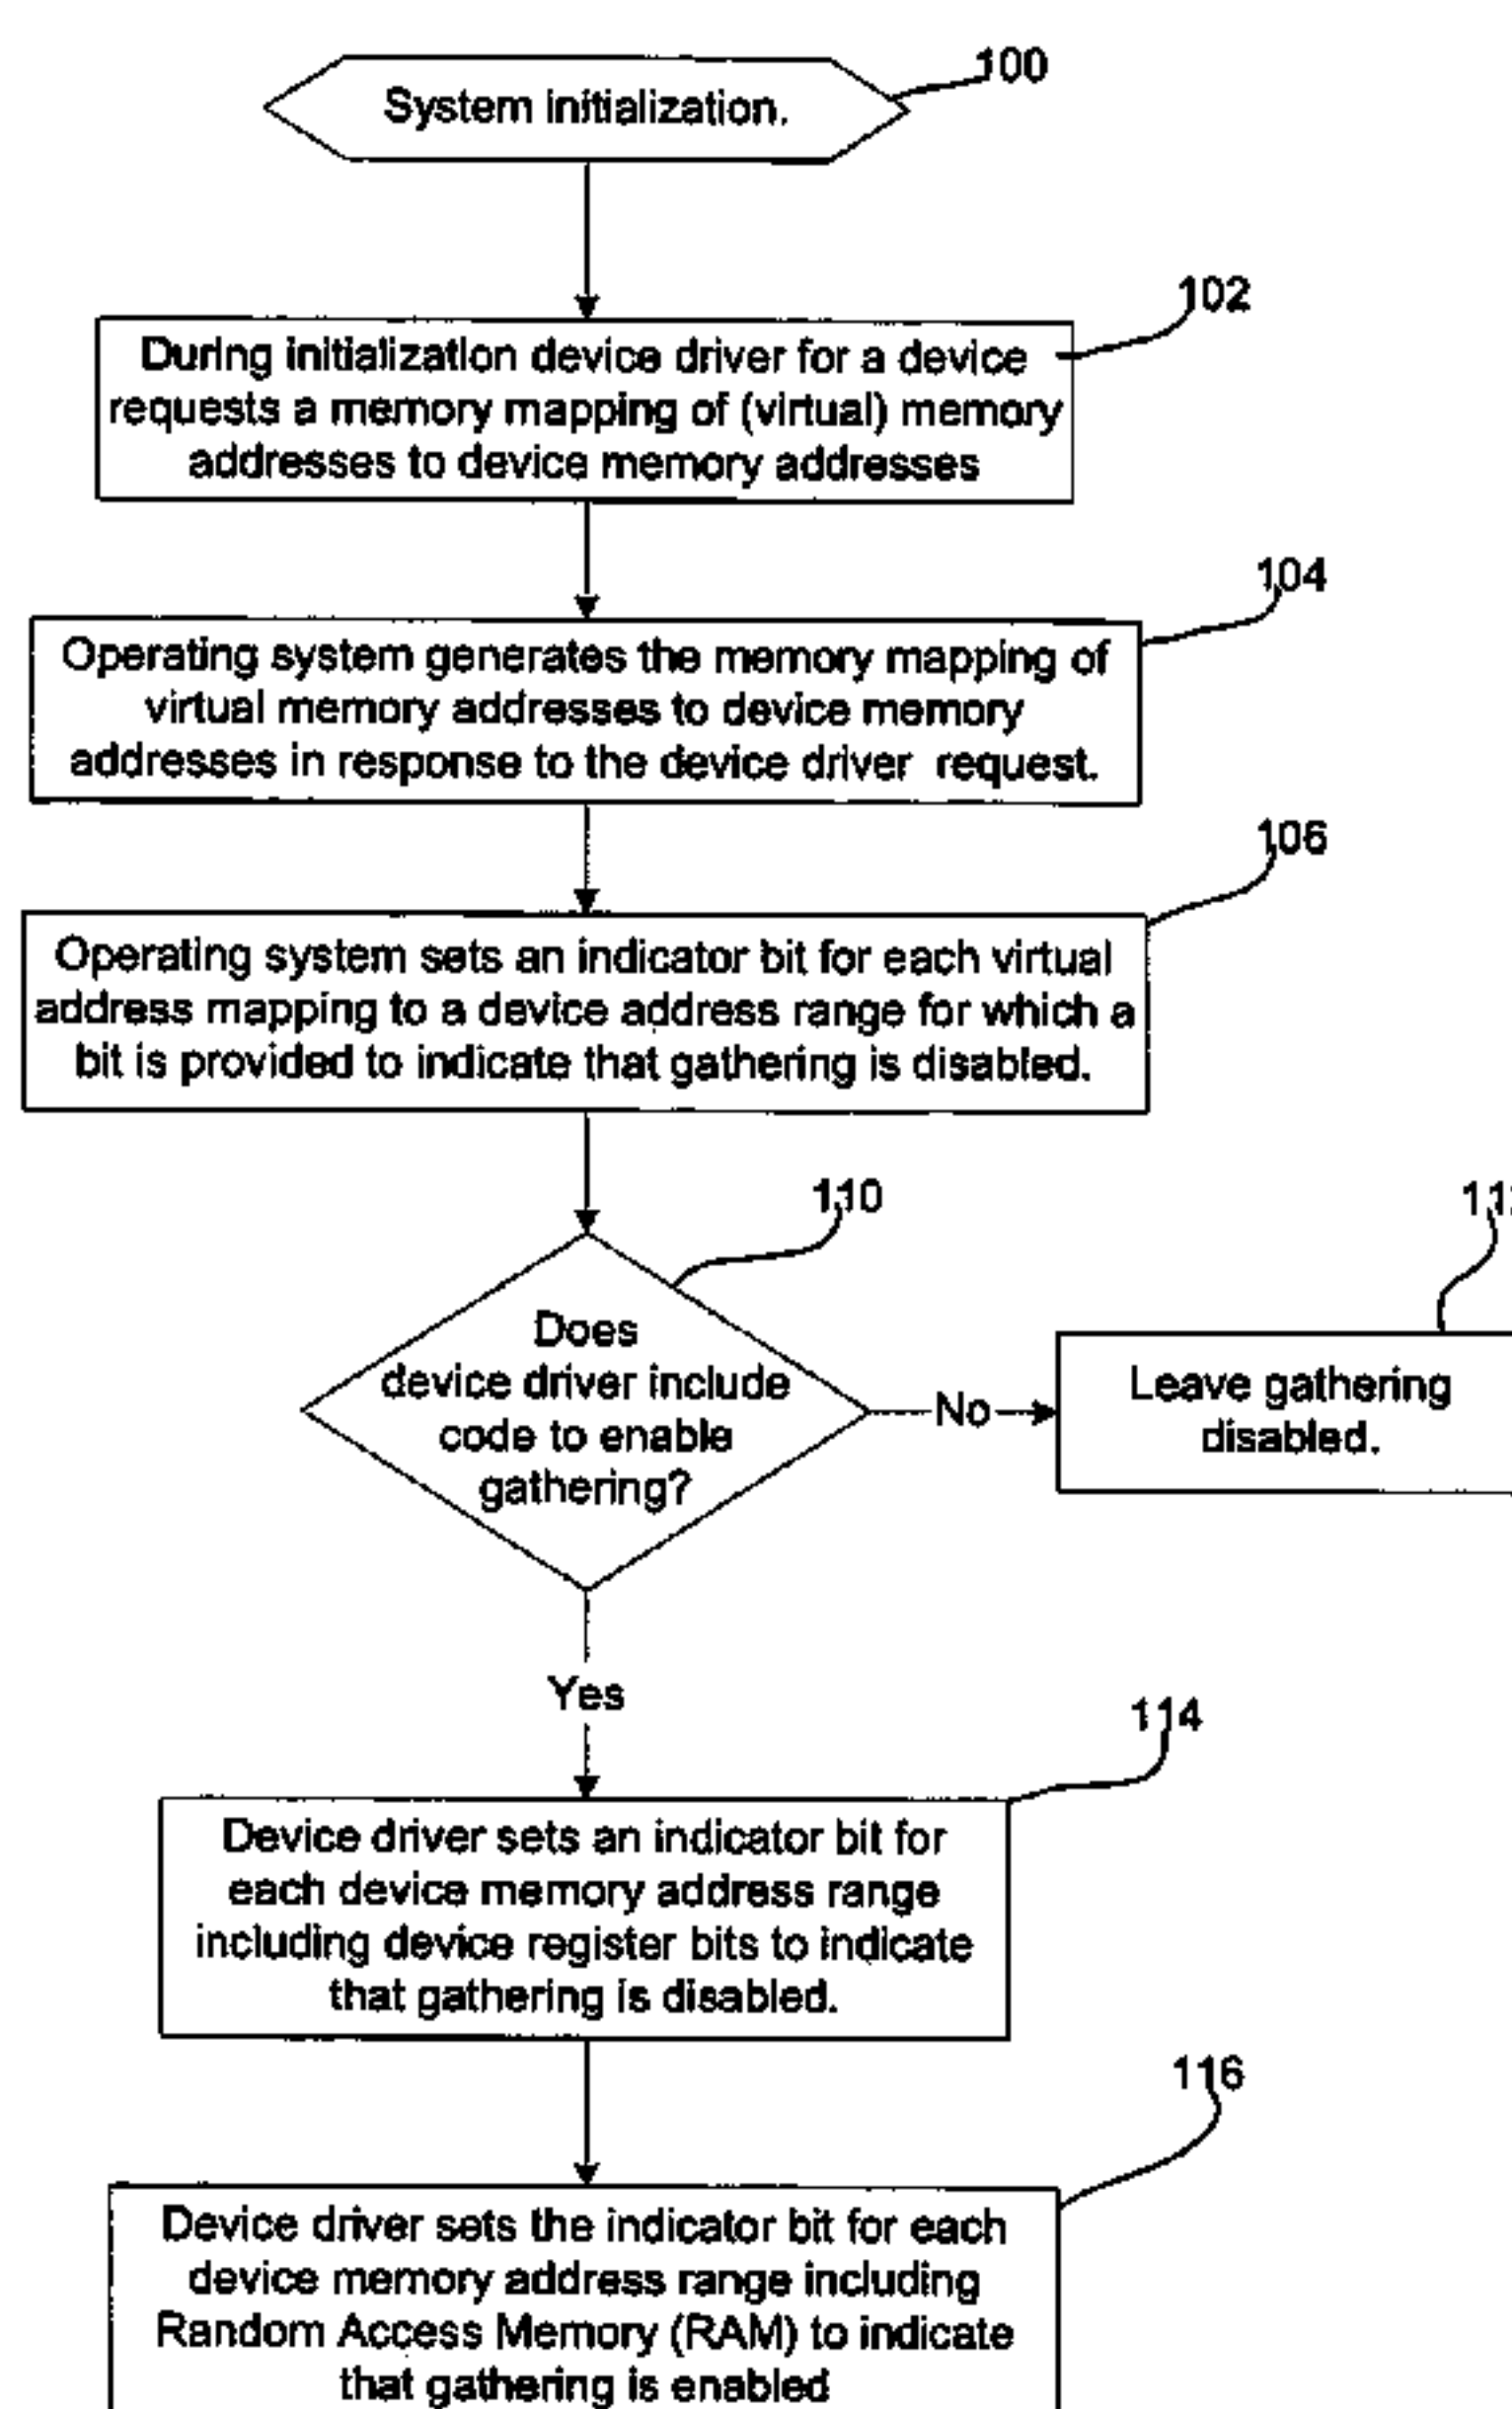 100
System initialization.
102
During initialization device driver for a device
requests a memory mapping of (virtual) memory
addresses to device memory addresses
104
Operating system generates the memory mapping of
virtual memory addresses to device memory
addresses in response to the device driver request.
106
Operating system sets an indicator bit for each virtual
address mapping to a device address range for which a
bit is provided to indicate that gathering is disabled.
110
Does
device driver include
code to enable
gathering?
No
Leave gathering
disabled.
Yes
114
Device driver sets an indicator bit for
each device memory address range
including device register bits to indicate
that gathering is disabled.
116
Device driver sets the indicator bit for each
device memory address range including
Random Access Memory (RAM) to indicate
that gathering is enabled